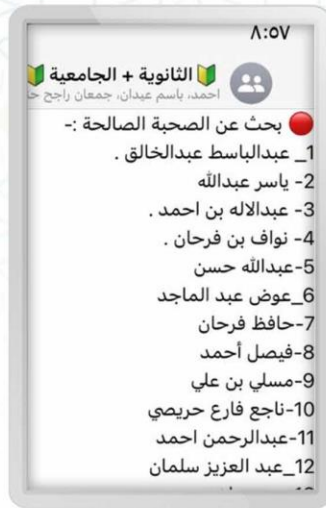 ٨:٥٧
🔰 الثانوية + الجامعية 🔰
احمد، باسم عيدان، جمعان راجح حـ
🔴 بحث عن الصحبة الصالحة :-
1_ عبدالباسط عبدالخالق .
2- ياسر عبدالله
3- عبدالاله بن احمد .
4- نواف بن فرحان .
5-عبدالله حسن
6_عوض عبد الماجد
7-حافظ فرحان
8-فيصل أحمد
9-مسلي بن علي
10-ناجع فارع حريصي
11-عبدالرحمن احمد
12_عبد العزيز سلمان